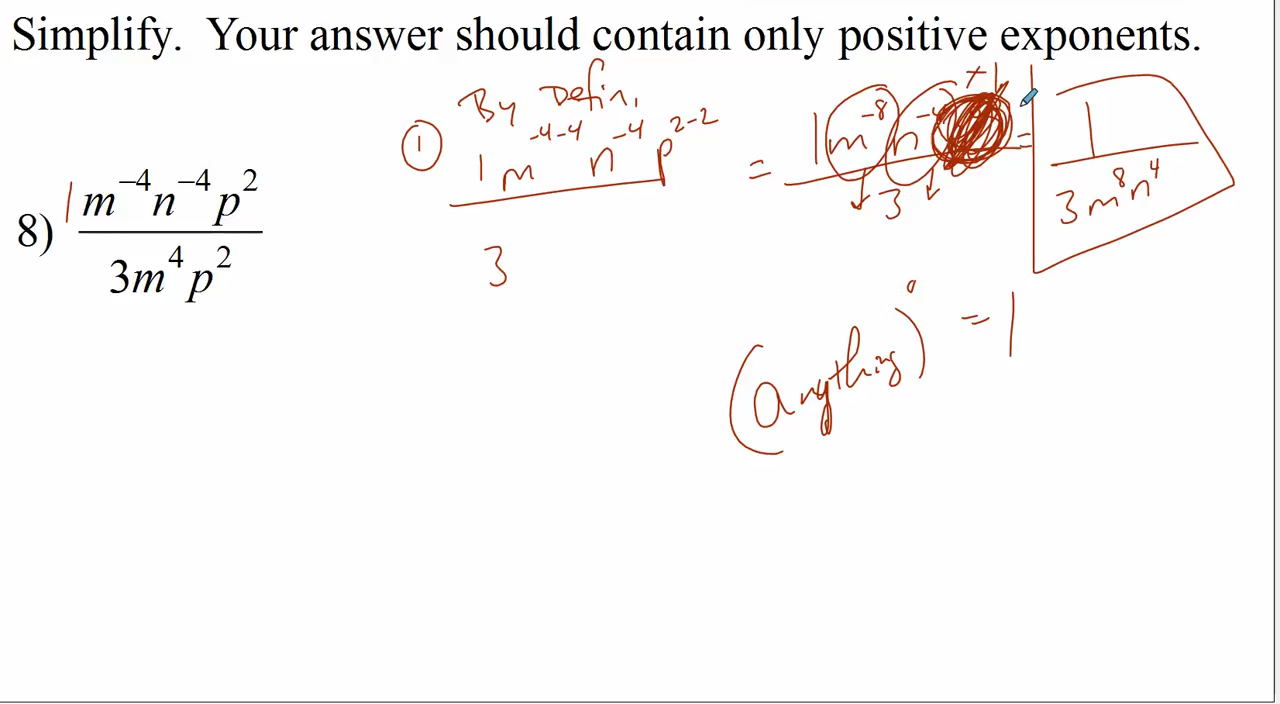 Simplify. Your answer should contain only positive exponents.
By Defin.
① 1m⁻⁴⁻⁴ n⁻⁴ p²⁻² / 3 = 1m⁻⁸ n⁻⁴ / 3 = 1 / 3m⁸n⁴
8) 1m⁻⁴n⁻⁴p² / 3m⁴p²
(anything)⁰ = 1